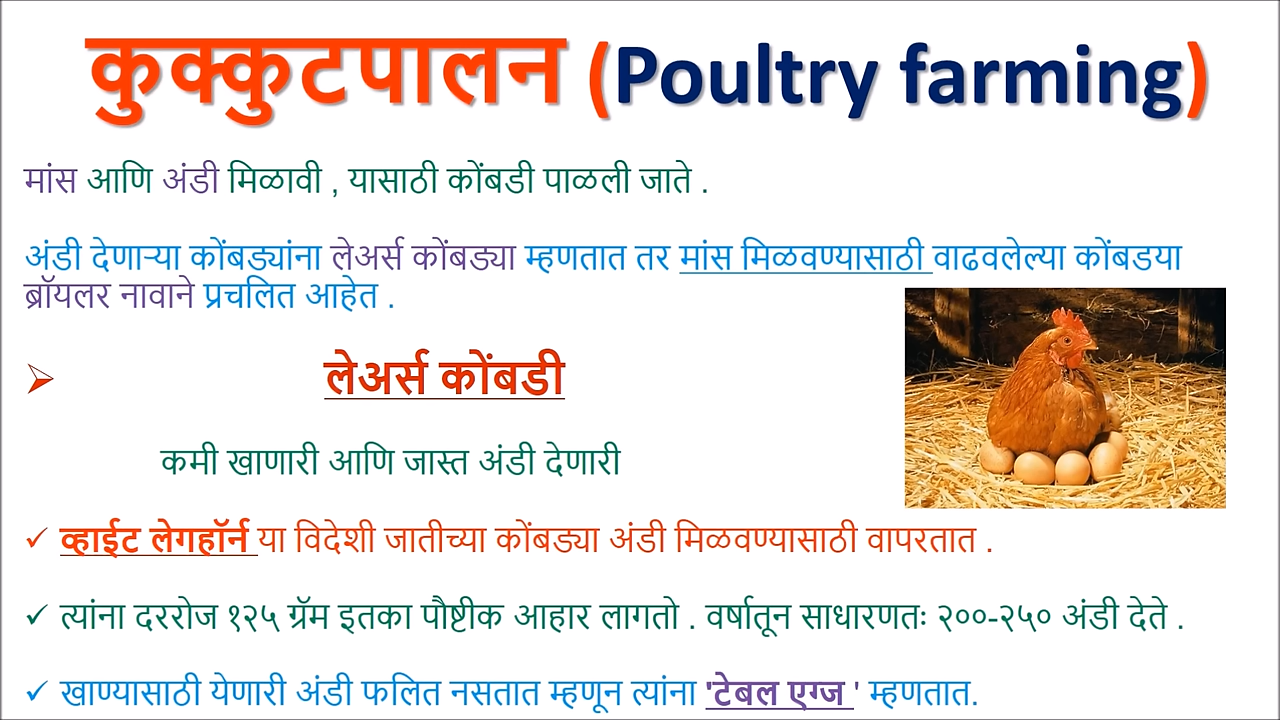 कुक्कुटपालन (Poultry farming)
मांस आणि अंडी मिळावी , यासाठी कोंबडी पाळली जाते .
अंडी देणाऱ्या कोंबड्यांना लेअर्स कोंबड्या म्हणतात तर मांस मिळवण्यासाठी वाढवलेल्या कोंबडया
ब्रॉयलर नावाने प्रचलित आहेत .
➢ लेअर्स कोंबडी
कमी खाणारी आणि जास्त अंडी देणारी
✓ व्हाईट लेगहॉर्न या विदेशी जातीच्या कोंबड्या अंडी मिळवण्यासाठी वापरतात .
✓ त्यांना दररोज १२५ ग्रॅम इतका पौष्टीक आहार लागतो . वर्षातून साधारणतः २००-२५० अंडी देते .
✓ खाण्यासाठी येणारी अंडी फलित नसतात म्हणून त्यांना 'टेबल एग्ज ' म्हणतात.